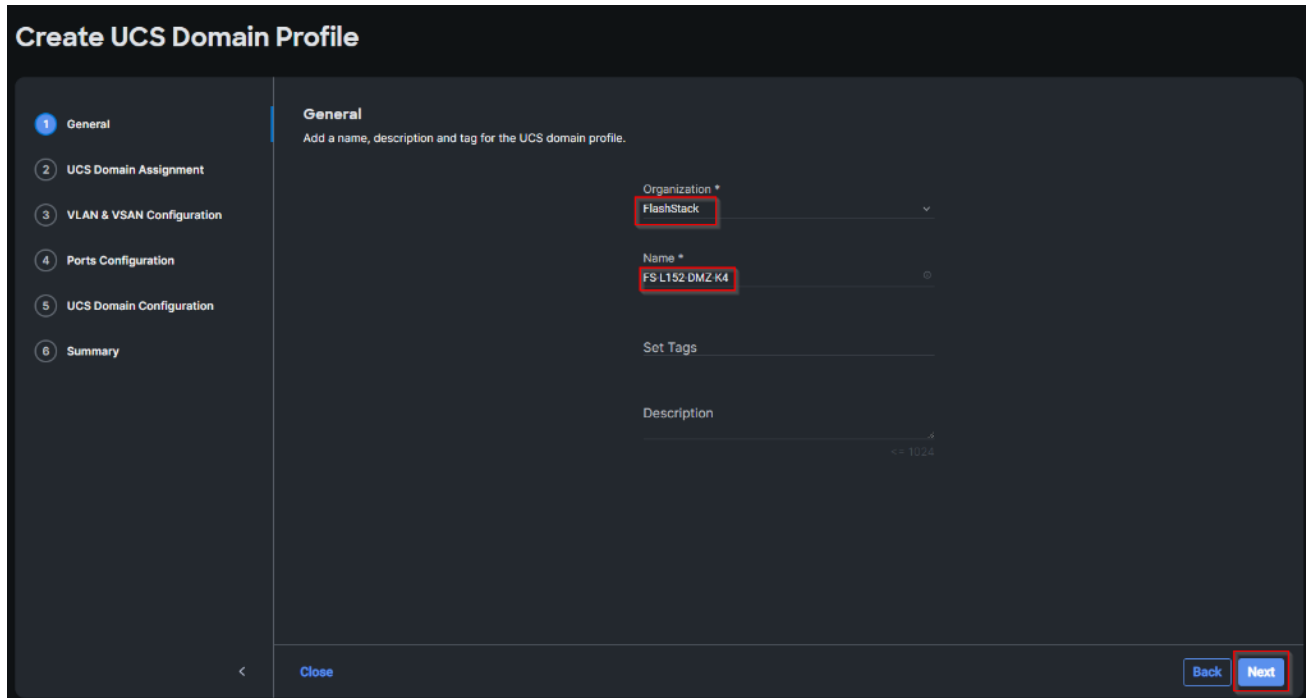 Create UCS Domain Profile
1 General
2 UCS Domain Assignment
3 VLAN & VSAN Configuration
4 Ports Configuration
5 UCS Domain Configuration
6 Summary
General
Add a name, description and tag for the UCS domain profile.
Organization *
FlashStack
Name *
FS-L152-DMZ-K4
Set Tags
Description
<= 1024
Close
Back
Next